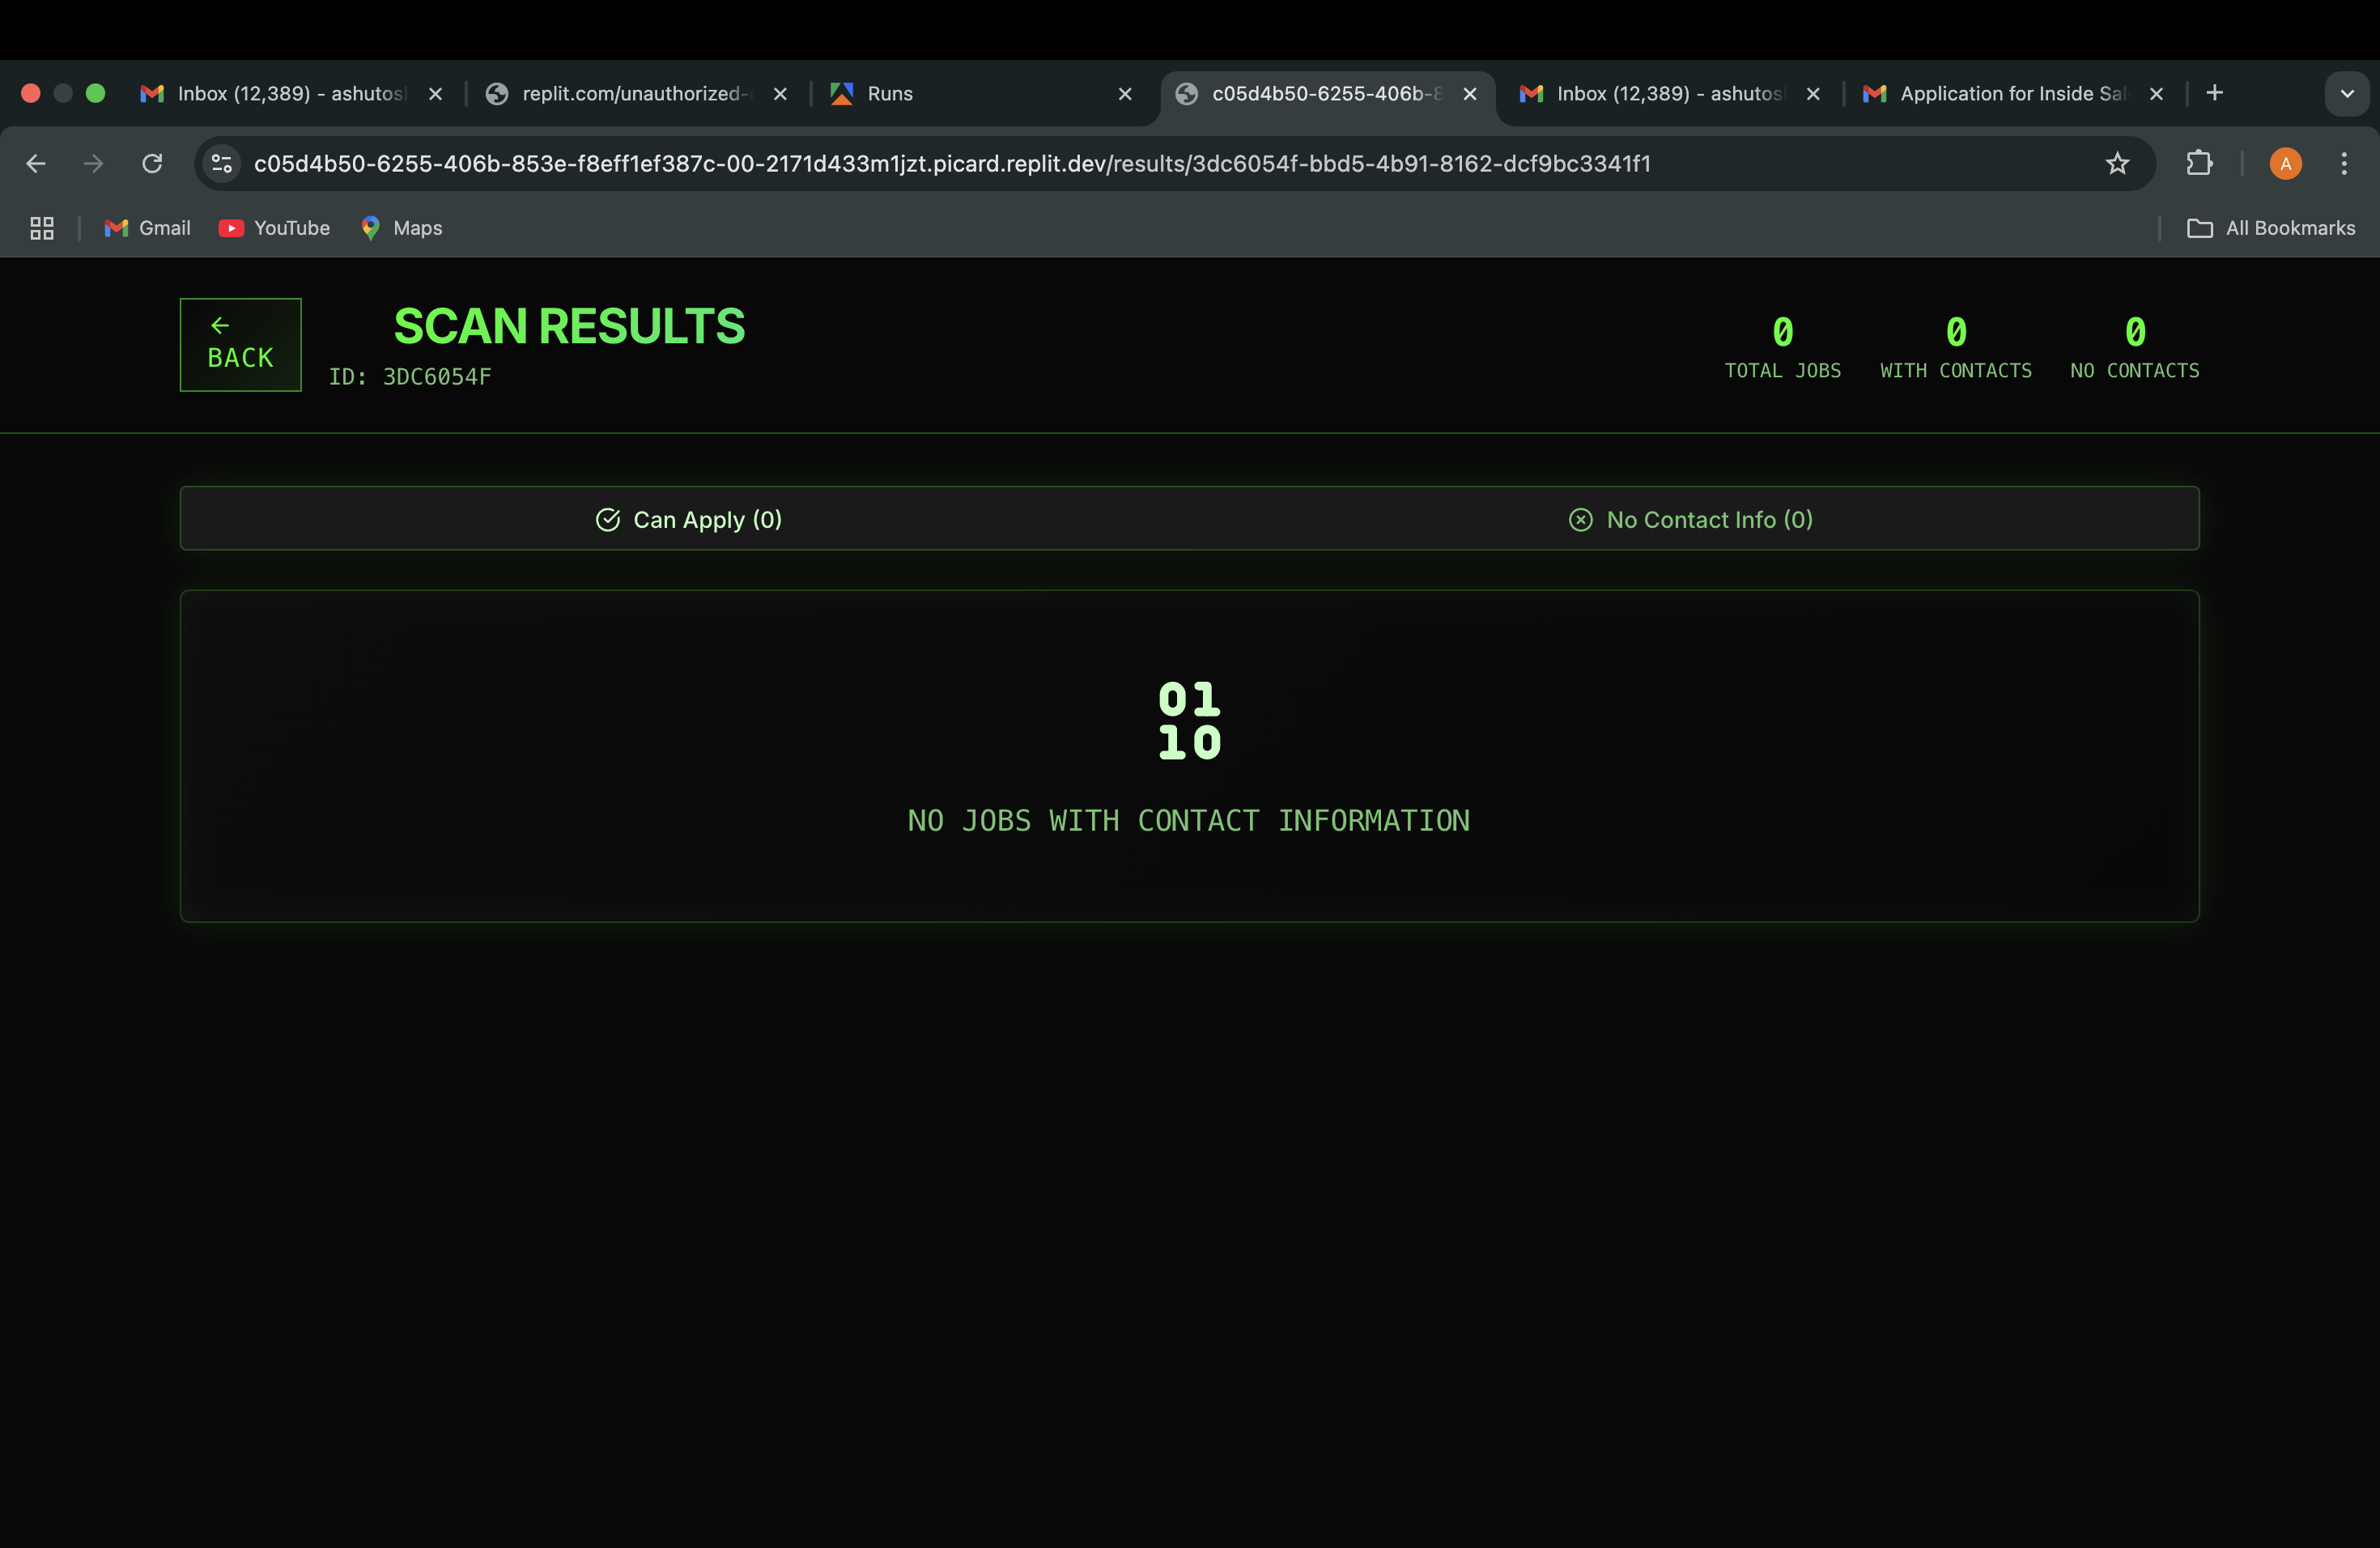 Inbox (12,389) - ashutosh
replit.com/unauthorized-
Runs
c05d4b50-6255-406b-8
Inbox (12,389) - ashutosh
Application for Inside Sal
c05d4b50-6255-406b-853e-f8eff1ef387c-00-2171d433m1jzt.picard.replit.dev/results/3dc6054f-bbd5-4b91-8162-dcf9bc3341f1
A
Gmail
YouTube
Maps
All Bookmarks
← BACK
SCAN RESULTS
ID: 3DC6054F
0
TOTAL JOBS
0
WITH CONTACTS
0
NO CONTACTS
Can Apply (0)
No Contact Info (0)
01
10
NO JOBS WITH CONTACT INFORMATION